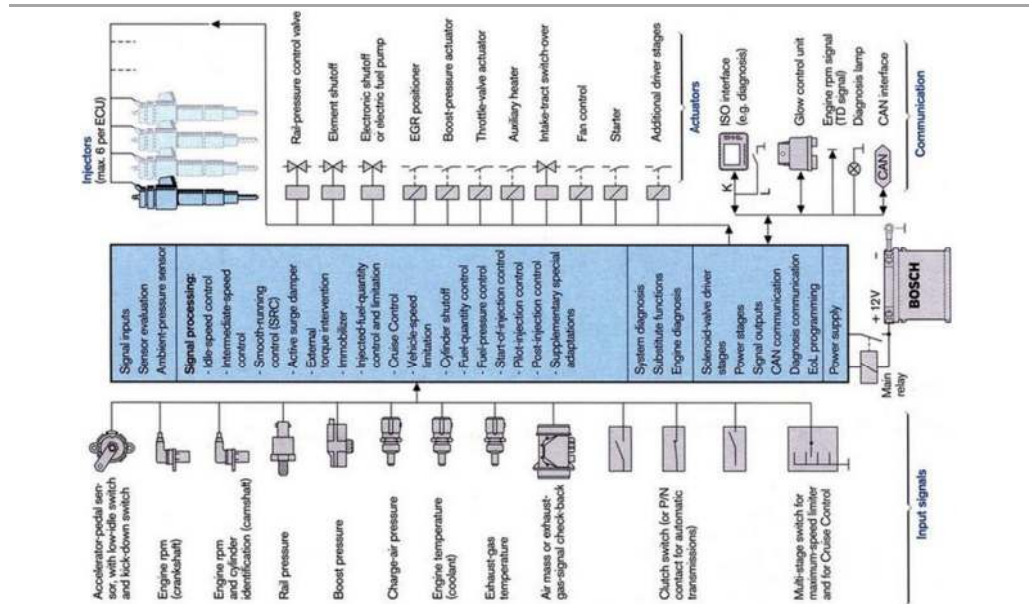 Injectors
(max. 6 per ECU)
Rail-pressure control valve
Element shutoff
Electronic shutoff
or electric fuel pump
EGR positioner
Boost-pressure actuator
Throttle-valve actuator
Auxiliary heater
Intake-tract switch-over
Fan control
Starter
Additional driver stages
Actuators
ISO interface
(e.g. diagnosis)
Glow control unit
Engine rpm signal
(TD signal)
Diagnosis lamp
CAN interface
Communication
K
L
CAN
Signal inputs
Sensor evaluation
Ambient-pressure sensor
Signal processing:
- Idle-speed control
- Intermediate-speed
control
- Smooth-running
control (SRC)
- Active surge damper
- External
torque intervention
- Immobilizer
- Injected-fuel-quantity
control and limitation
- Cruise Control
- Vehicle-speed
limitation
- Cylinder shutoff
- Fuel-quantity control
- Fuel-pressure control
- Start-of-injection control
- Pilot-injection control
- Post-injection control
- Supplementary special
adaptations
System diagnosis
Substitute functions
Engine diagnosis
Solenoid-valve driver
stages
Power stages
Signal outputs
CAN communication
Diagnosis communication
EoL programming
Power supply
Main
relay
+ 12V
–
BOSCH
Accelerator-pedal sen-
sor, with low-idle switch
and kick-down switch
Engine rpm
(crankshaft)
Engine rpm
and cylinder
identification (camshaft)
Rail pressure
Boost pressure
Charge-air pressure
Engine temperature
(coolant)
Exhaust-gas
temperature
Air mass or exhaust-
gas-signal check-back
Clutch switch (or P/N
contact for automatic
transmissions)
Multi-stage switch for
maximum-speed limiter
and for Cruise Control
Input signals